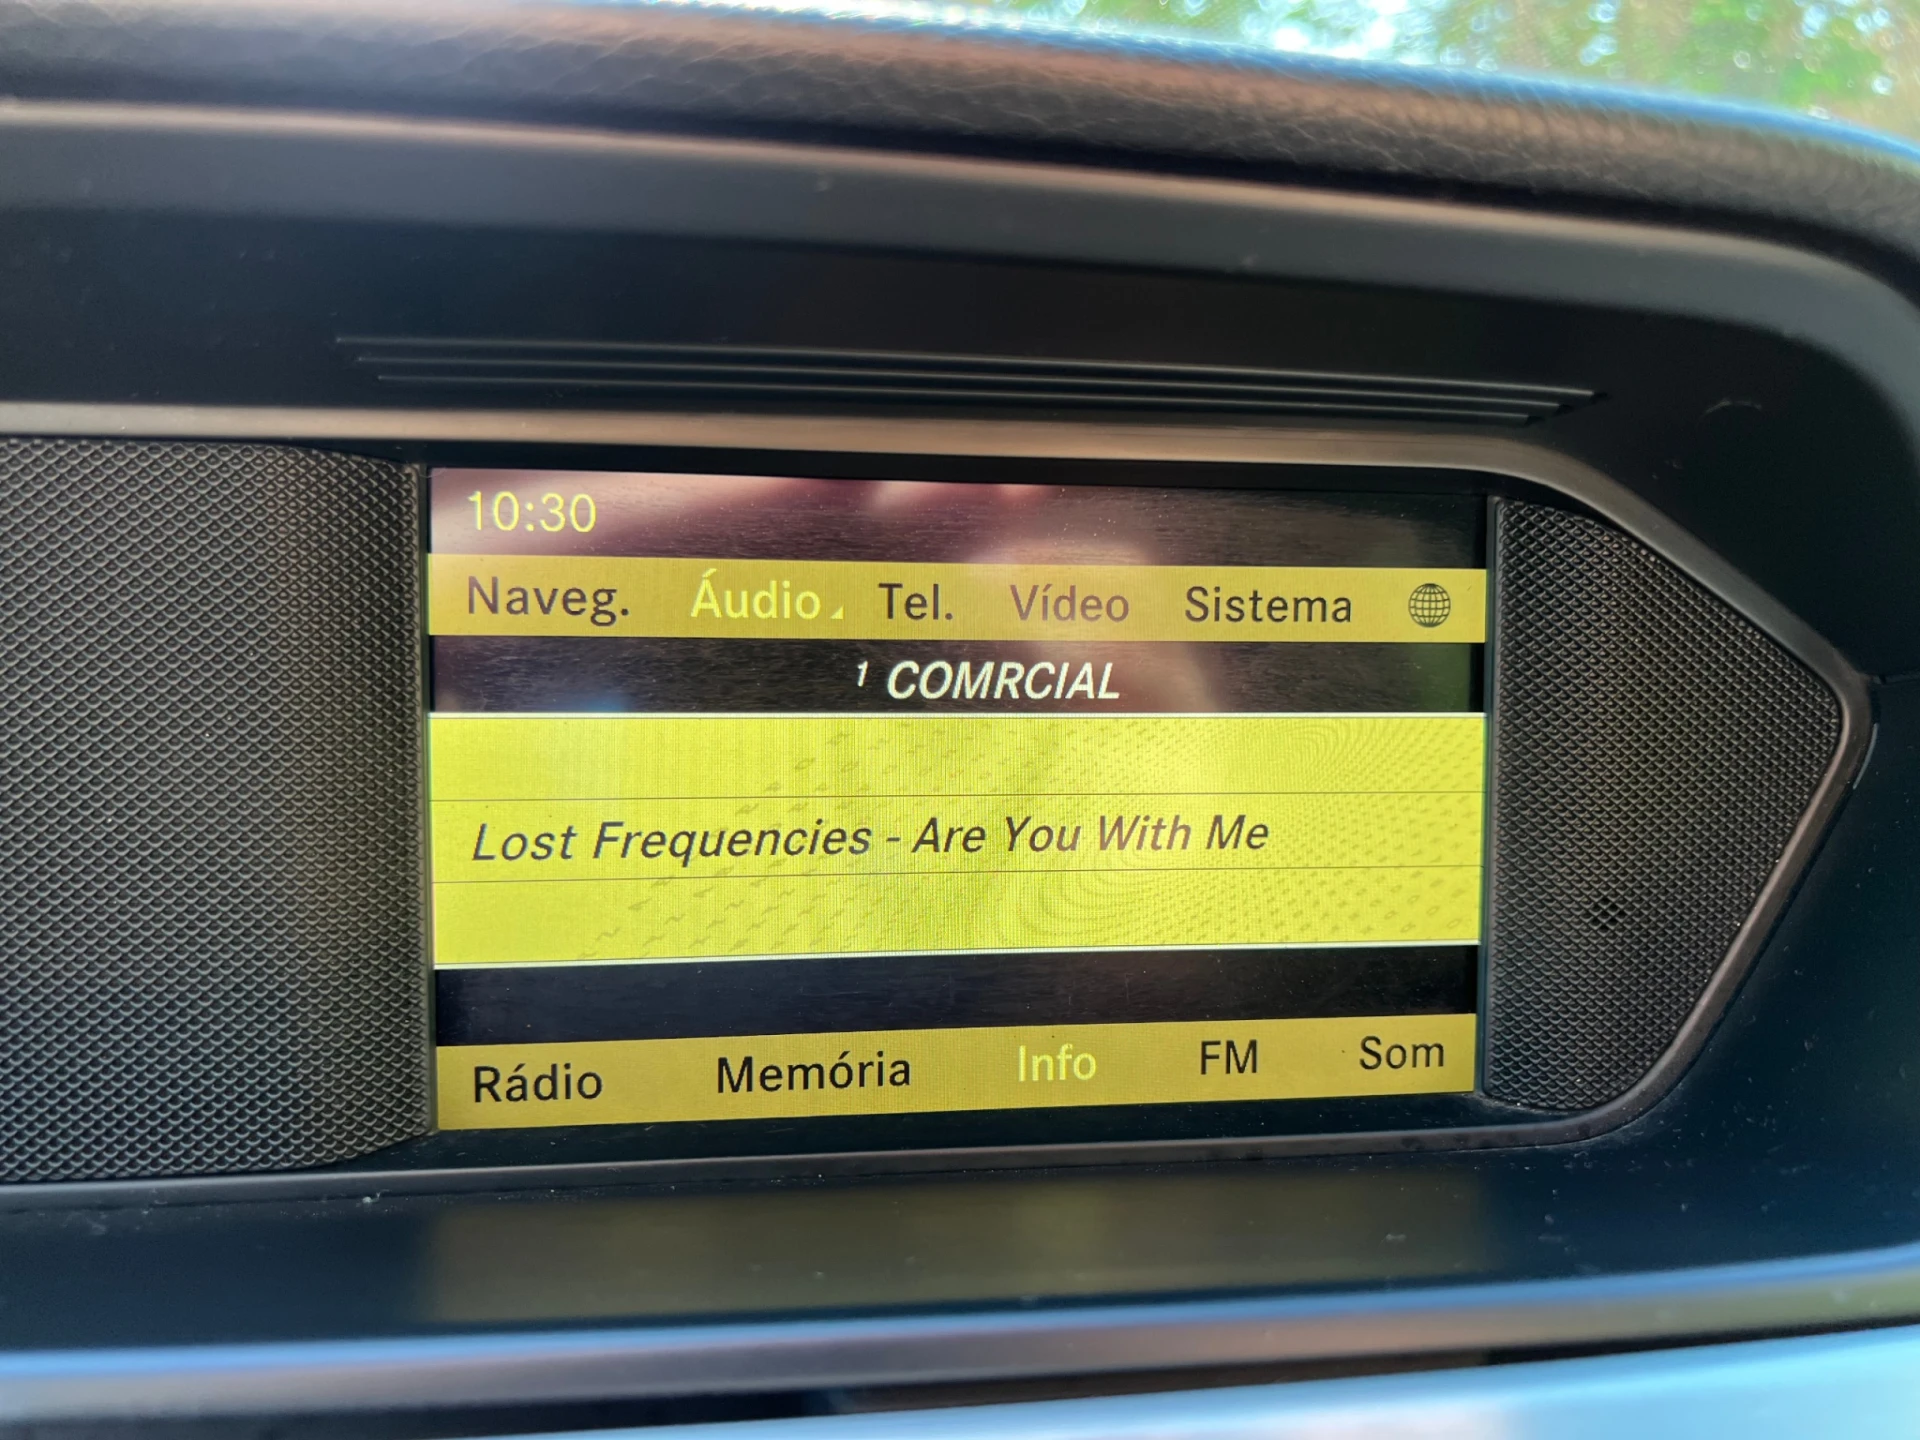 10:30
Naveg. Áudio Tel. Vídeo Sistema
1 COMRCIAL
Lost Frequencies - Are You With Me
Rádio Memória Info FM Som